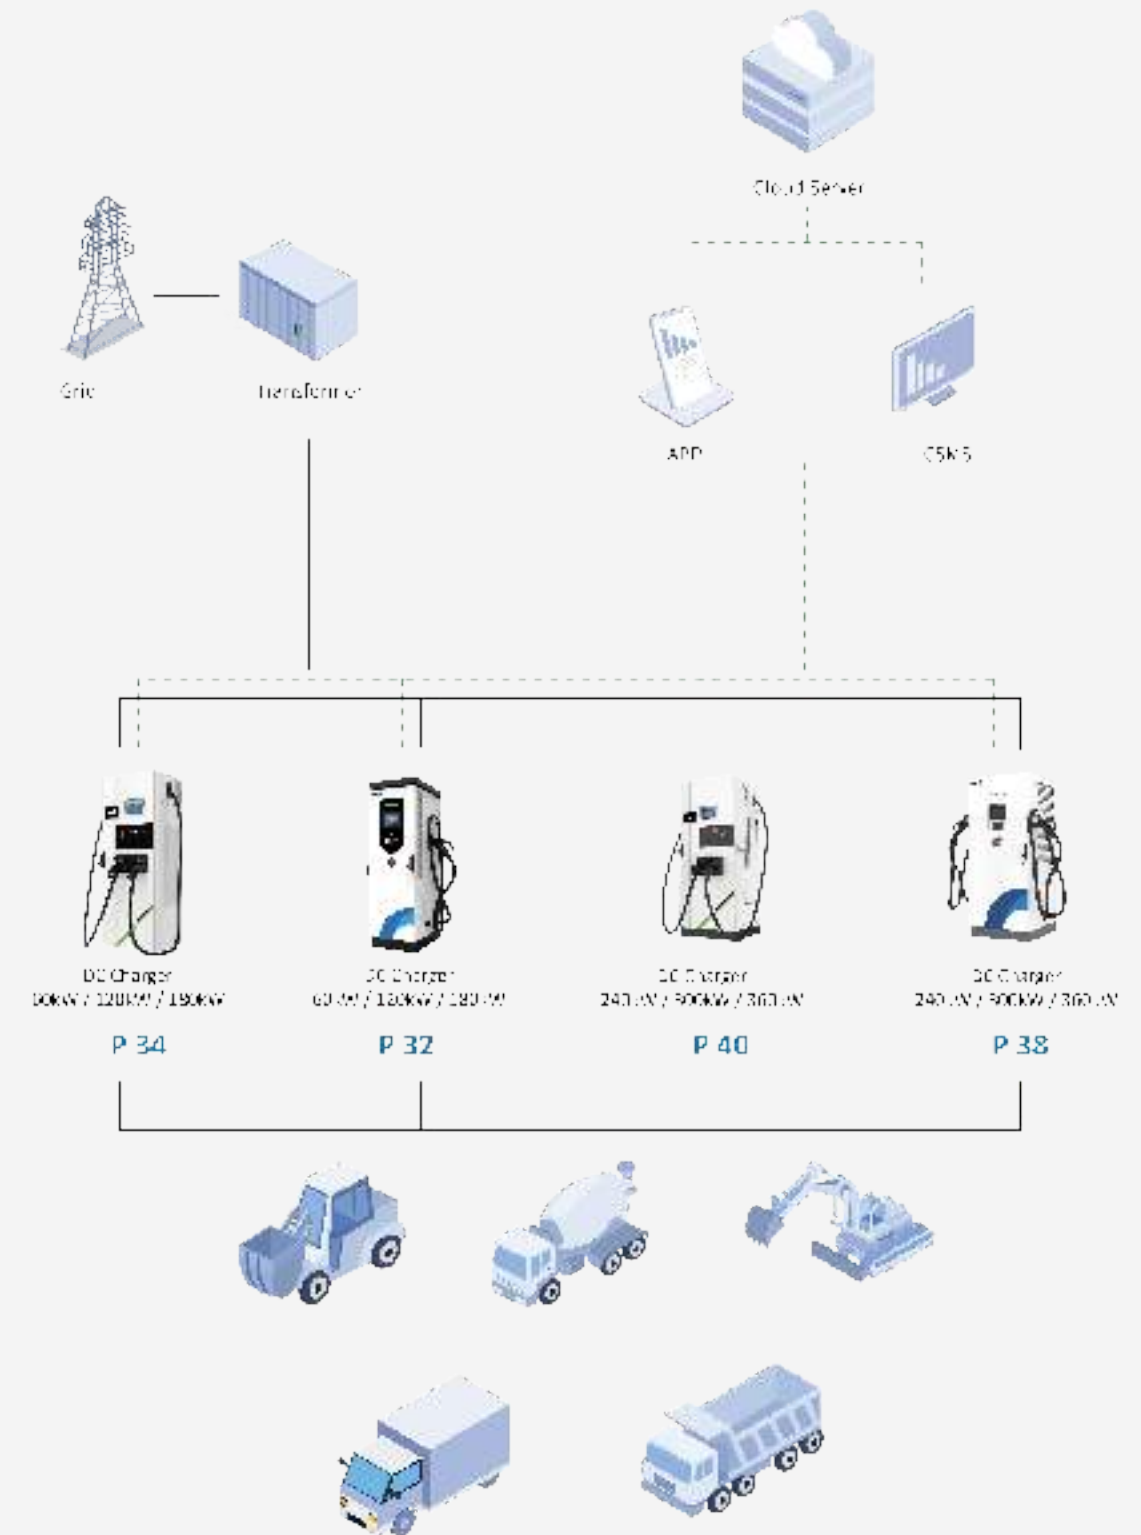 Cloud Server
Grid
Transformer
APP
CSMS
DC Charger
60kW / 120kW / 180kW
P 34
DC Charger
60kW / 120kW / 180kW
P 32
DC Charger
240kW / 300kW / 360kW
P 40
DC Charger
240kW / 300kW / 360kW
P 38